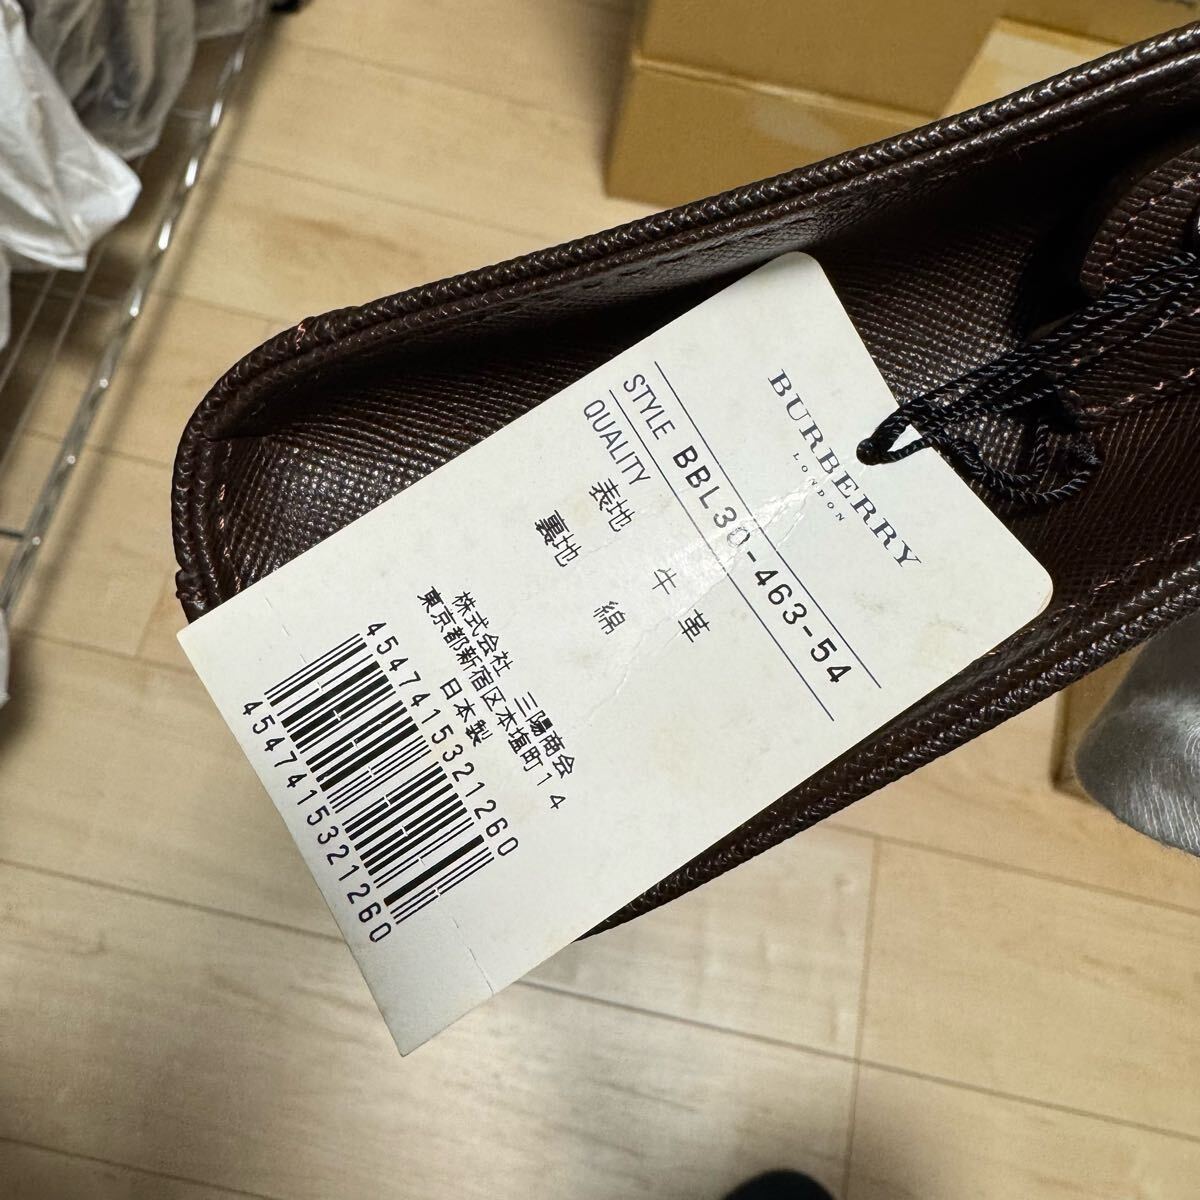 BURBERRY
LONDON
STYLE BBL30-463-54
QUALITY
表地 牛革
裏地 綿
株式会社 三陽商会
東京都新宿区本塩町14
日本製
4547415321260
4547415321260